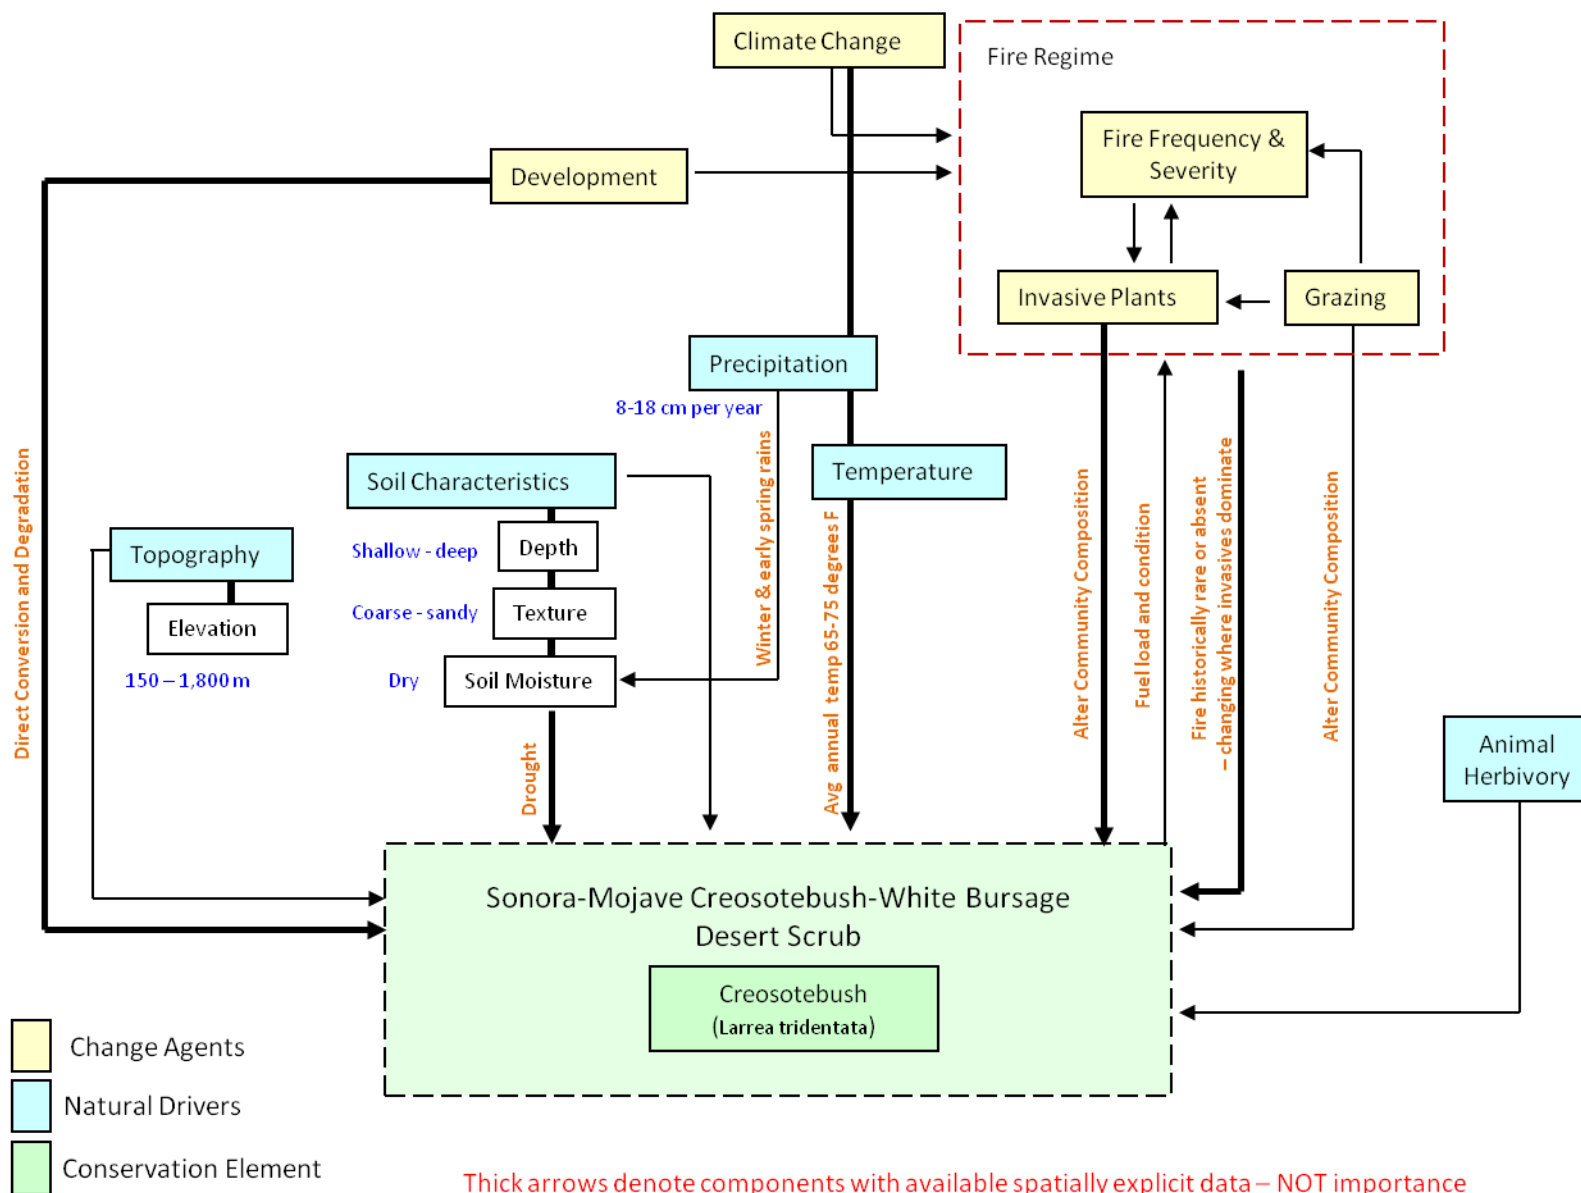 Climate Change
Fire Regime
Fire Frequency &
Severity
Development
Invasive Plants
Grazing
Precipitation
8-18 cm per year
Soil Characteristics
Temperature
Topography
Shallow - deep
Depth
Elevation
Coarse - sandy
Texture
150 – 1,800 m
Dry
Soil Moisture
Direct Conversion and Degradation
Drought
Winter & early spring rains
Avg annual temp 65-75 degrees F
Alter Community Composition
Fuel load and condition
Fire historically rare or absent
– changing where invasives dominate
Alter Community Composition
Animal
Herbivory
Sonora-Mojave Creosotebush-White Bursage
Desert Scrub
Creosotebush
(Larrea tridentata)
Change Agents
Natural Drivers
Conservation Element
Thick arrows denote components with available spatially explicit data – NOT importance